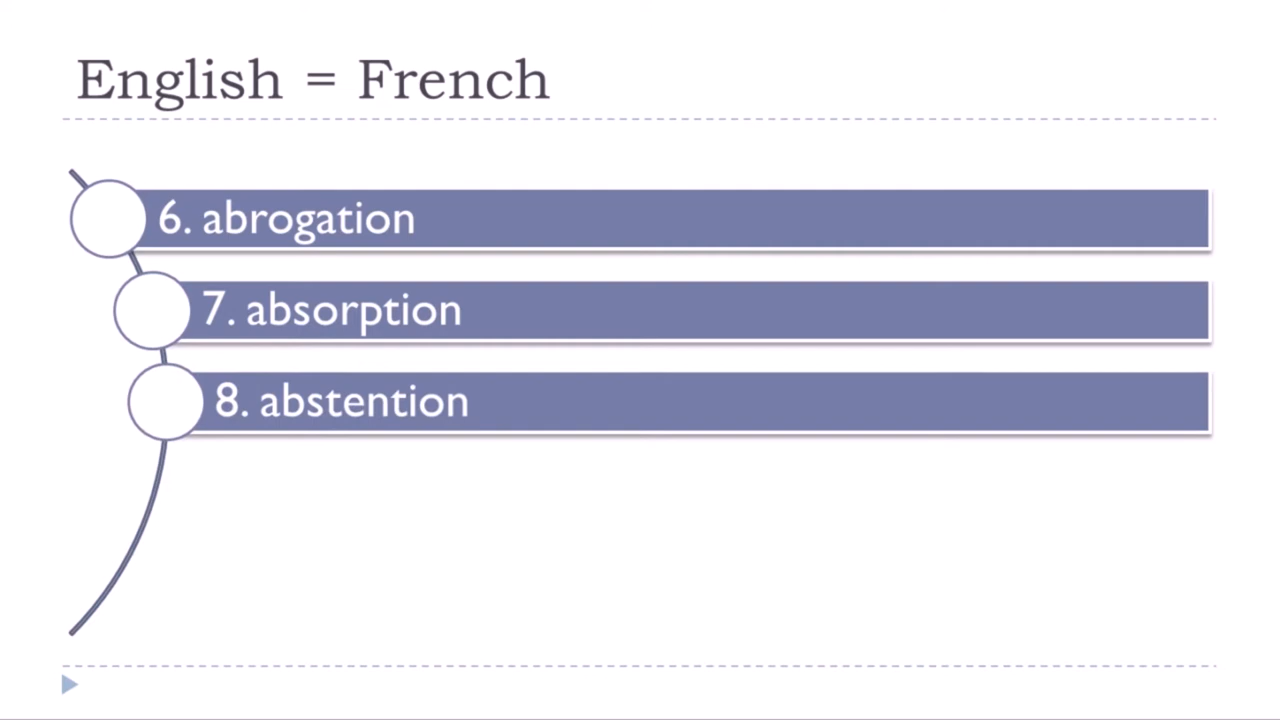 English = French
6. abrogation
7. absorption
8. abstention